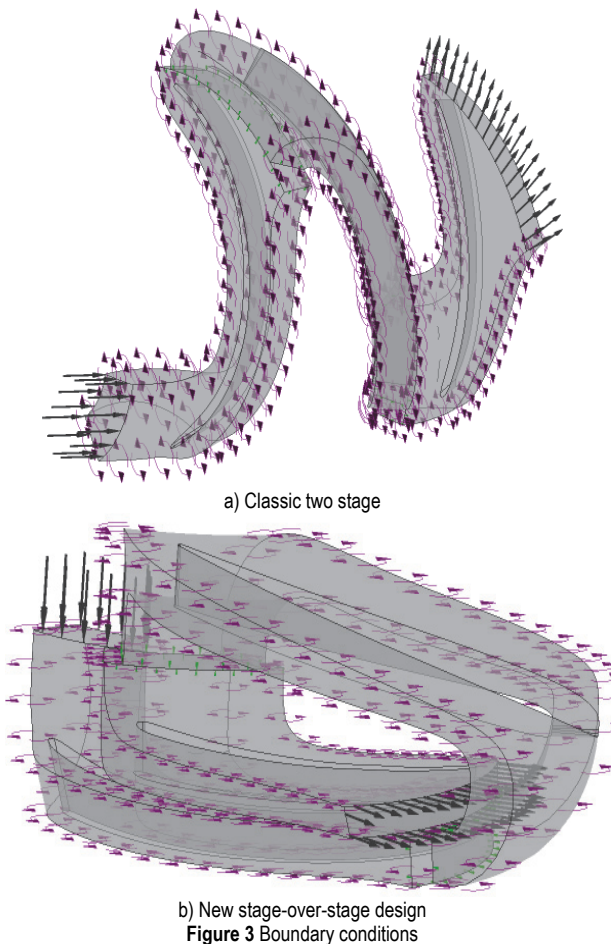 a) Classic two stage
b) New stage-over-stage design
Figure 3 Boundary conditions